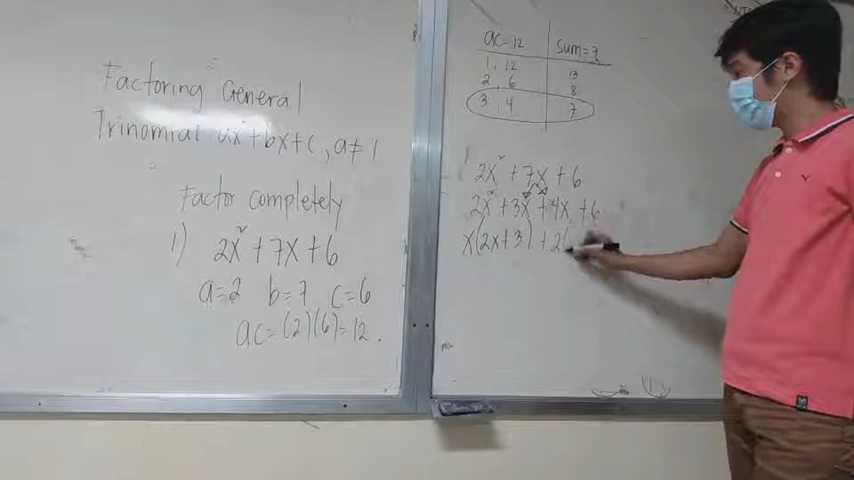 Factoring General
Trinomial ax²+bx+c, a≠1
Factor Completely
1) 2x²+7x+6
a=2 b=7 c=6
ac=(2)(6)=12.
ac=12 sum=7
1, 12 13
2, 6 8
3, 4 7
2x²+7x+6
2x²+3x+4x+6
x(2x+3)+2(